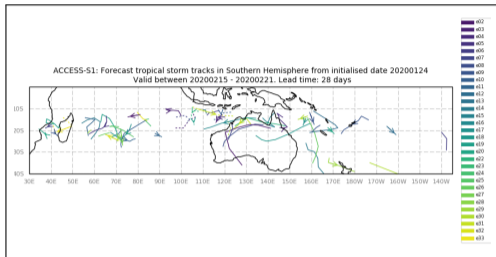 ACCESS-S1: Forecast tropical storm tracks in Southern Hemisphere from initialised date 20200124
Valid between 20200215 - 20200221. Lead time: 28 days
10S
20S
30S
40S
30E 40E 50E 60E 70E 80E 90E 100E 110E 120E 130E 140E 150E 160E 170E 180W 170W 160W 150W 140W
e02
e03
e04
e05
e06
e07
e08
e09
e10
e11
e12
e13
e14
e15
e16
e17
e18
e19
e20
e21
e22
e23
e24
e25
e26
e27
e28
e29
e30
e31
e32
e33